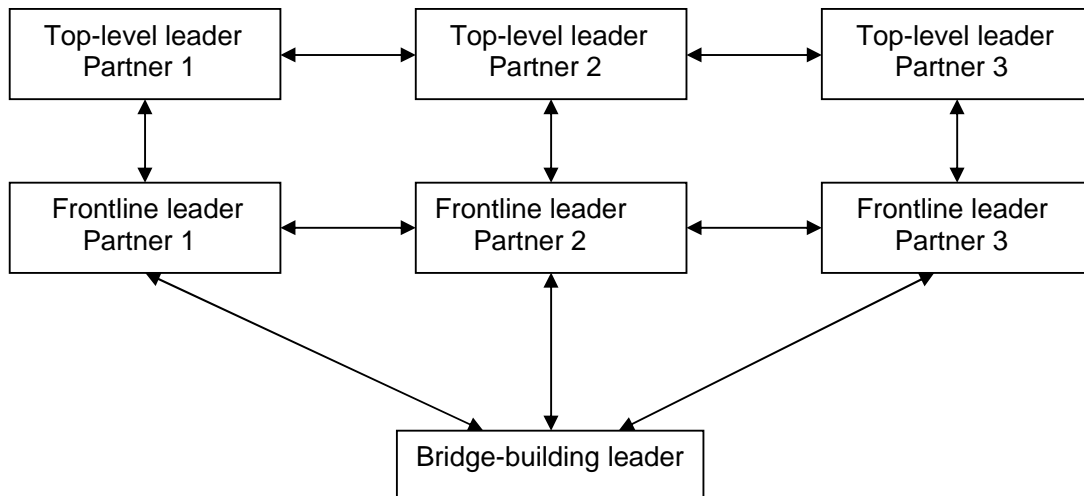 Top-level leader
Partner 1
Top-level leader
Partner 2
Top-level leader
Partner 3
Frontline leader
Partner 1
Frontline leader
Partner 2
Frontline leader
Partner 3
Bridge-building leader